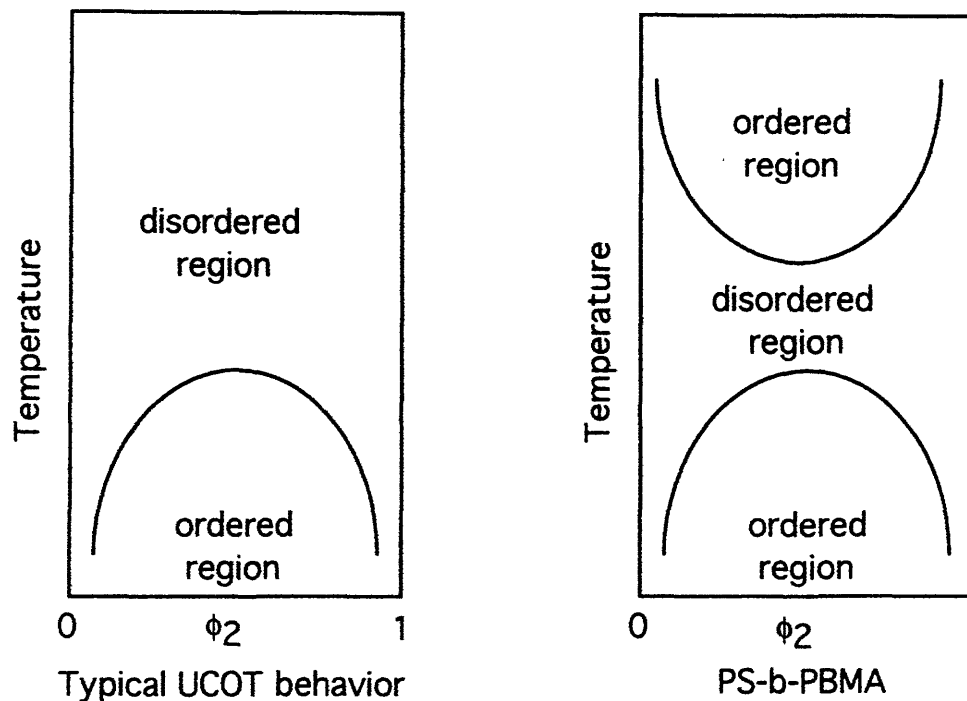 Temperature
disordered
region
ordered
region
0
ϕ2
1
Typical UCOT behavior
Temperature
ordered
region
disordered
region
ordered
region
0
ϕ2
PS-b-PBMA